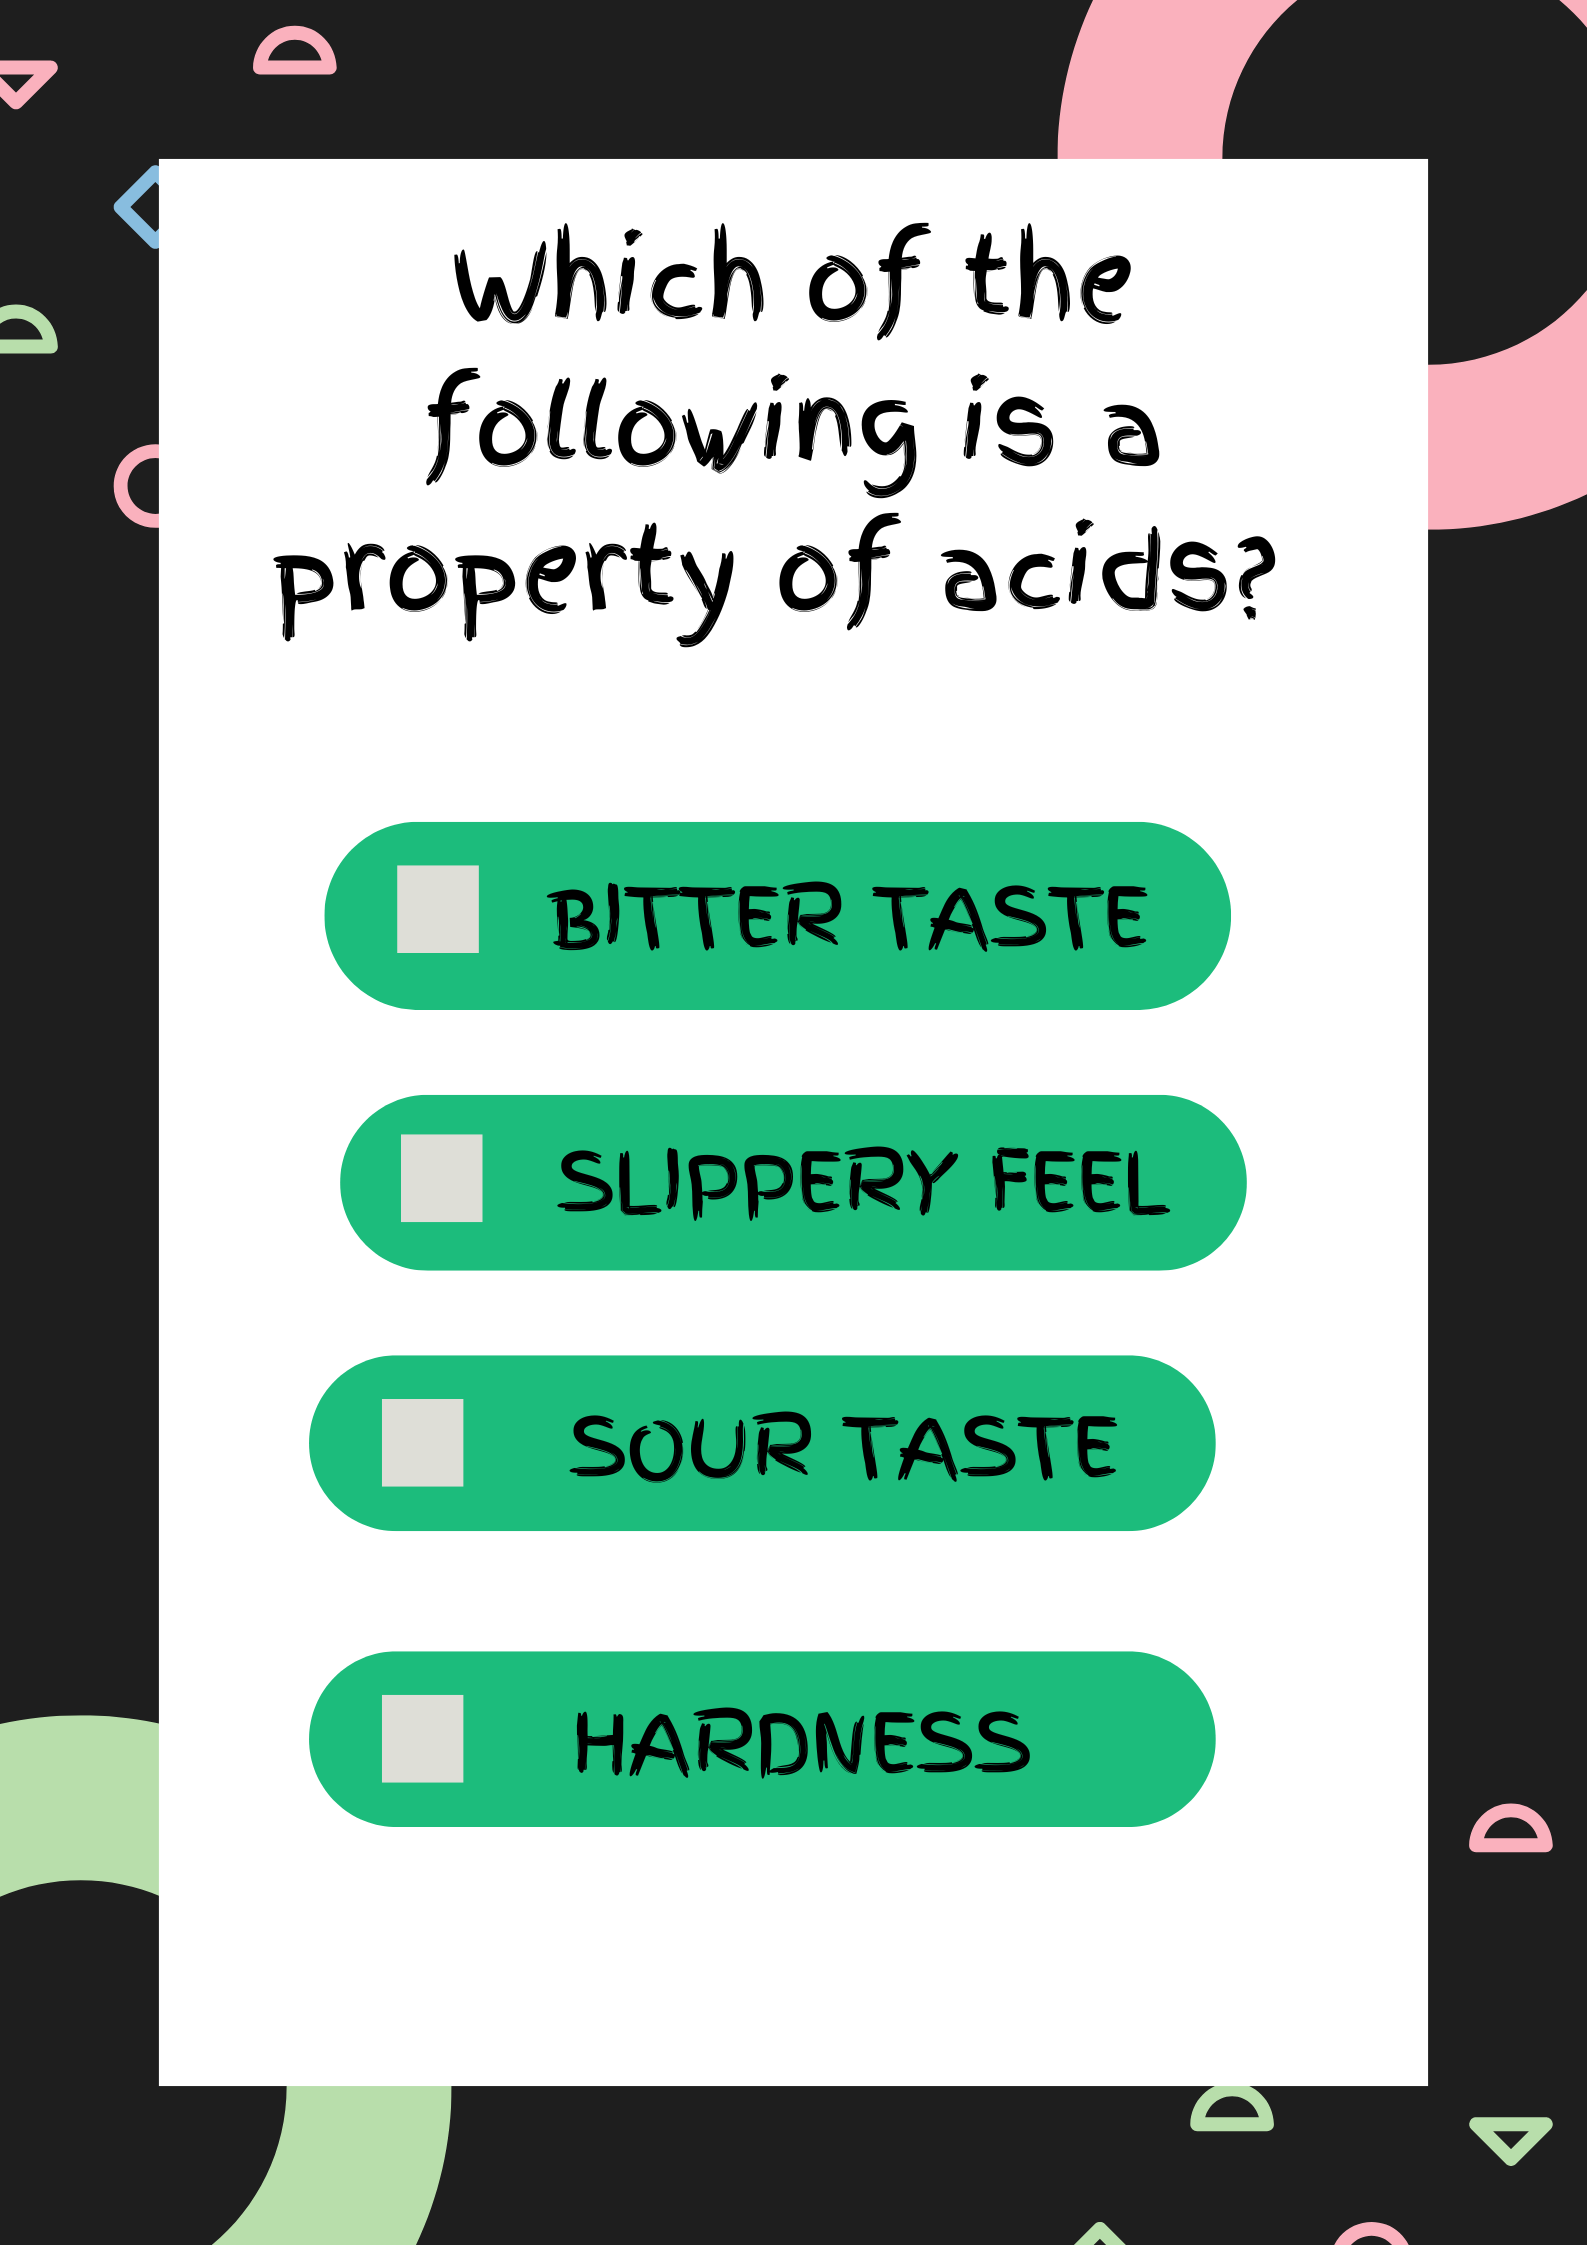 Which of the
following is a
property of acids?
BITTER TASTE
SLIPPERY FEEL
SOUR TASTE
HARDNESS